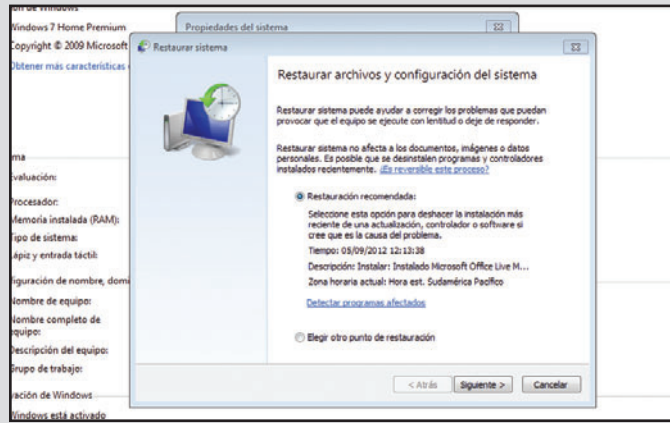 ón de Windows
Windows 7 Home Premium
Copyright © 2009 Microsoft
Obtener más características
ma
Evaluación:
Procesador:
Memoria instalada (RAM):
Tipo de sistema:
Lápiz y entrada táctil:
figuración de nombre, domi
Nombre de equipo:
Nombre completo de
equipo:
Descripción del equipo:
Grupo de trabajo:
vación de Windows
Windows está activado
Propiedades del sistema
Restaurar sistema
Restaurar archivos y configuración del sistema
Restaurar sistema puede ayudar a corregir los problemas que puedan
provocar que el equipo se ejecute con lentitud o deje de responder.
Restaurar sistema no afecta a los documentos, imágenes o datos
personales. Es posible que se desinstalen programas y controladores
instalados recientemente. ¿Es reversible este proceso?
Restauración recomendada:
Seleccione esta opción para deshacer la instalación más
reciente de una actualización, controlador o software si
cree que es la causa del problema.
Tiempo: 05/09/2012 12:13:38
Descripción: Instalar: Instalado Microsoft Office Live M...
Zona horaria actual: Hora est. Sudamérica Pacífico
Detectar programas afectados
Elegir otro punto de restauración
< Atrás Siguiente > Cancelar